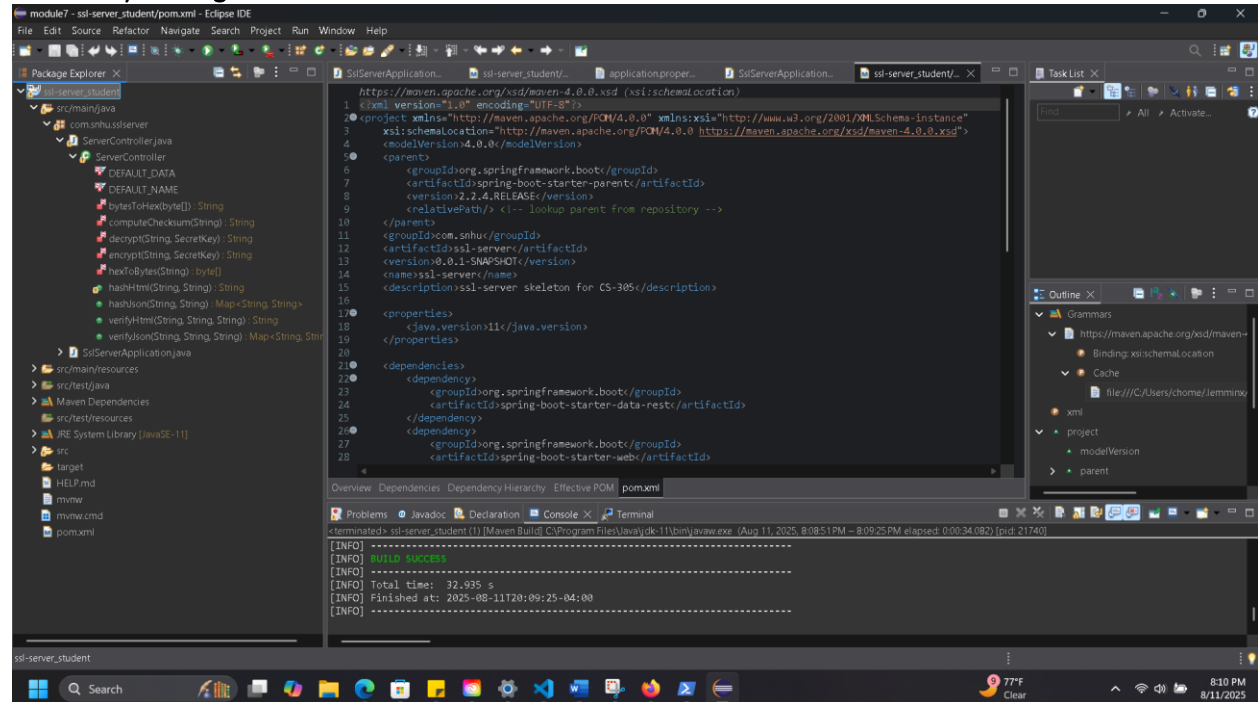 module7 - ssl-server_student/pom.xml - Eclipse IDE
File Edit Source Refactor Navigate Search Project Run Window Help
Package Explorer
ssl-server_student
src/main/java
com.snhu.sslserver
ServerController.java
ServerController
DEFAULT_DATA
DEFAULT_NAME
bytesToHex(byte[]) : String
computeChecksum(String) : String
decrypt(String, SecretKey) : String
encrypt(String, SecretKey) : String
hexToBytes(String) : byte[]
hashHtml(String, String) : String
hashJson(String, String) : Map<String, String>
verifyHtml(String, String, String) : String
verifyJson(String, String, String) : Map<String, Strin
SslServerApplication.java
src/main/resources
src/test/java
Maven Dependencies
src/test/resources
JRE System Library [JavaSE-11]
src
target
HELP.md
mvnw
mvnw.cmd
pom.xml
SslServerApplication... ssl-server_student/... application.proper... SslServerApplication... ssl-server_student/...
https://maven.apache.org/xsd/maven-4.0.0.xsd (xsi:schemaLocation)
1 <?xml version="1.0" encoding="UTF-8"?>
2 <project xmlns="http://maven.apache.org/POM/4.0.0" xmlns:xsi="http://www.w3.org/2001/XMLSchema-instance"
3 xsi:schemaLocation="http://maven.apache.org/POM/4.0.0 https://maven.apache.org/xsd/maven-4.0.0.xsd">
4 <modelVersion>4.0.0</modelVersion>
5 <parent>
6 <groupId>org.springframework.boot</groupId>
7 <artifactId>spring-boot-starter-parent</artifactId>
8 <version>2.2.4.RELEASE</version>
9 <relativePath/> <!-- lookup parent from repository -->
10 </parent>
11 <groupId>com.snhu</groupId>
12 <artifactId>ssl-server</artifactId>
13 <version>0.0.1-SNAPSHOT</version>
14 <name>ssl-server</name>
15 <description>ssl-server skeleton for CS-305</description>
16
17 <properties>
18 <java.version>11</java.version>
19 </properties>
20
21 <dependencies>
22 <dependency>
23 <groupId>org.springframework.boot</groupId>
24 <artifactId>spring-boot-starter-data-rest</artifactId>
25 </dependency>
26 <dependency>
27 <groupId>org.springframework.boot</groupId>
28 <artifactId>spring-boot-starter-web</artifactId>
Overview Dependencies Dependency Hierarchy Effective POM pom.xml
Task List
Find All Activate...
Outline
Grammars
https://maven.apache.org/xsd/maven-
Binding: xsi:schemaLocation
Cache
file:///C:/Users/chome/.lemminx/
xml
project
modelVersion
parent
Problems Javadoc Declaration Console Terminal
<terminated> ssl-server_student (1) [Maven Build] C:\Program Files\Java\jdk-11\bin\javaw.exe (Aug 11, 2025, 8:08:51 PM – 8:09:25 PM elapsed: 0:00:34.082) [pid: 21740]
[INFO] ------------------------------------------------------------------------
[INFO] BUILD SUCCESS
[INFO] ------------------------------------------------------------------------
[INFO] Total time: 32.935 s
[INFO] Finished at: 2025-08-11T20:09:25-04:00
[INFO] ------------------------------------------------------------------------
ssl-server_student
Search
9
77°F
Clear
8:10 PM
8/11/2025